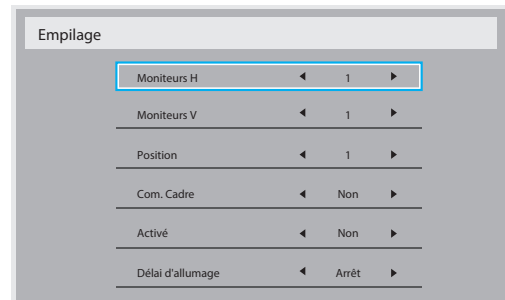 Empilage
Moniteurs H 1
Moniteurs V 1
Position 1
Com. Cadre Non
Activé Non
Délai d'allumage Arrêt